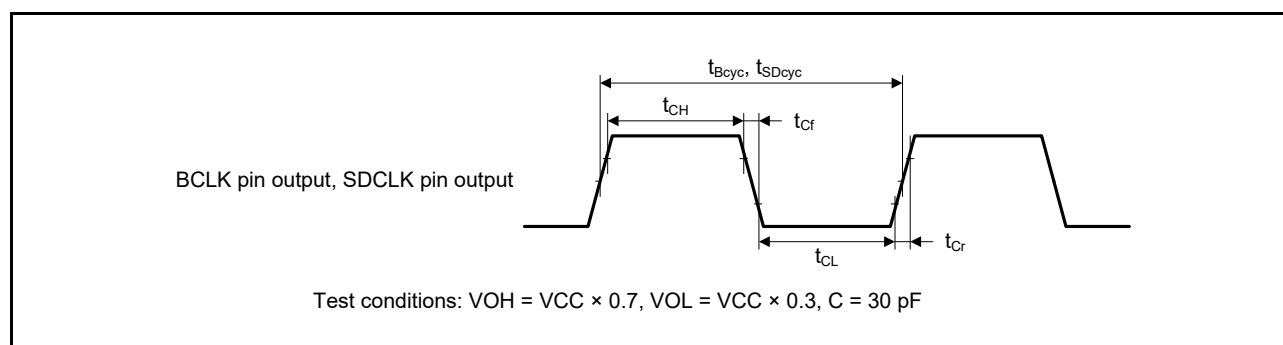 tBcyc, tSDcyc
tCH
tCf
BCLK pin output, SDCLK pin output
tCL
tCr
Test conditions: VOH = VCC × 0.7, VOL = VCC × 0.3, C = 30 pF